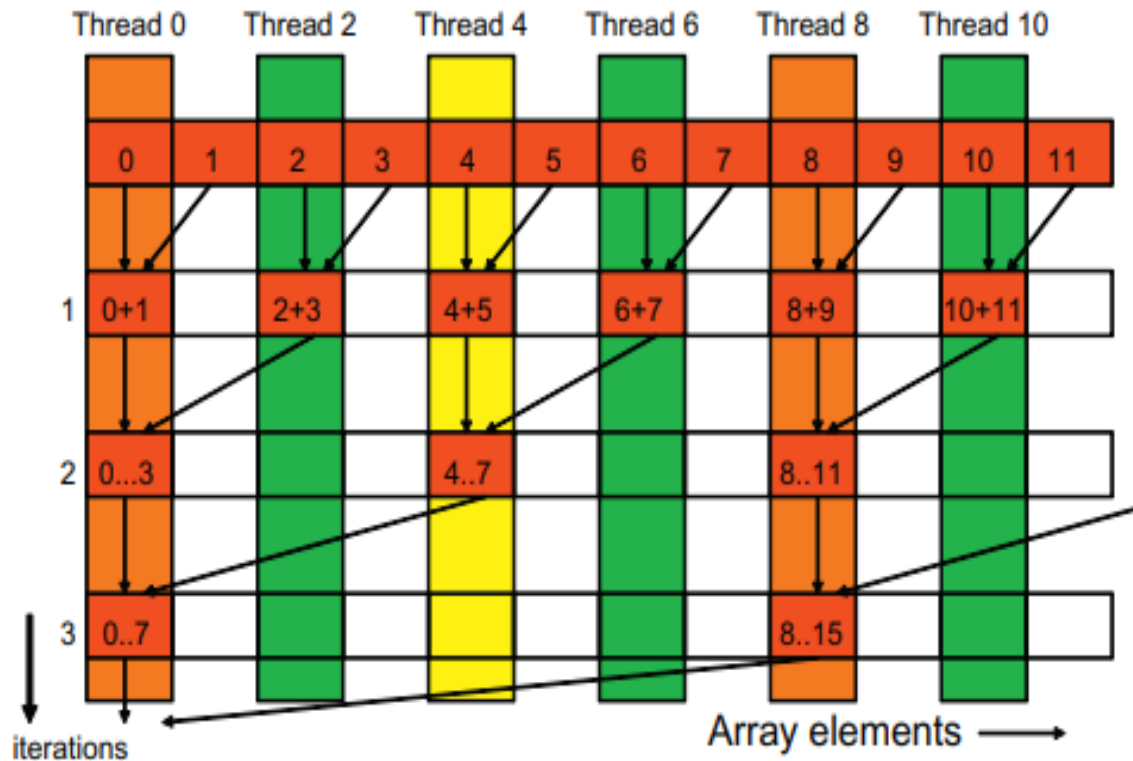 Thread 0 Thread 2 Thread 4 Thread 6 Thread 8 Thread 10
0 1 2 3 4 5 6 7 8 9 10 11
1 0+1 2+3 4+5 6+7 8+9 10+11
2 0...3 4..7 8..11
3 0..7 8..15
iterations Array elements